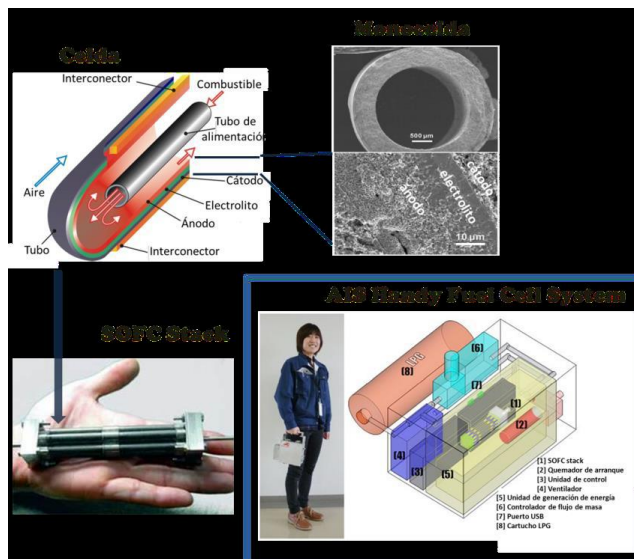 Celda
Monocelda
Interconector
Combustible
Tubo de
alimentació
Aire
Cátodo
Electrolito
Ánodo
Tubo
Interconector
500 µm
ánodo
electrolito
cátodo
10 µm
SOFC Stack
AIS Handy Fuel Cell System
LPG
(8)
(6)
(7)
(1)
(2)
(4)
(3)
(5)
[1] SOFC stack
[2] Quemador de arranque
[3] Unidad de control
[4] Ventilador
[5] Unidad de generación de energía
[6] Controlador de flujo de masa
[7] Puerto USB
[8] Cartucho LPG